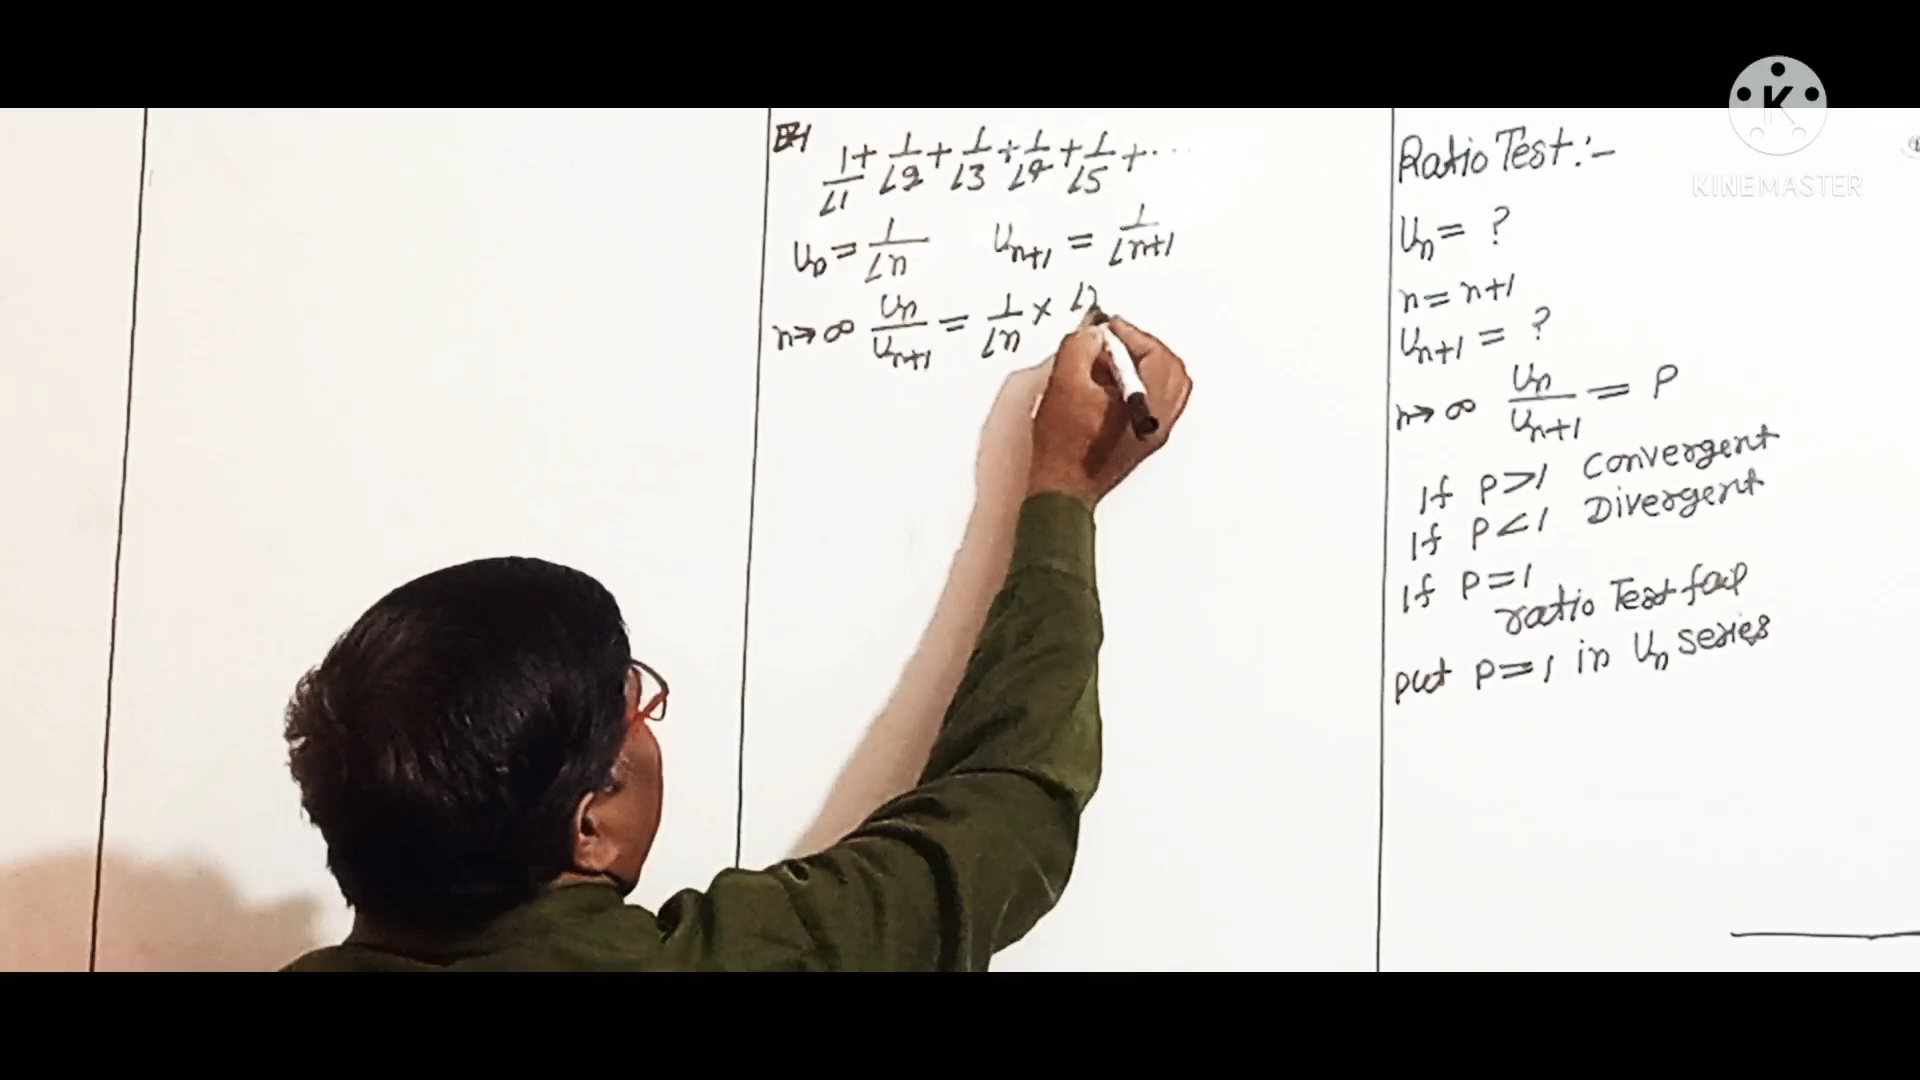 1/∠1 + 1/∠2 + 1/∠3 + 1/∠4 + 1/∠5 + ...
Un = 1/∠n Un+1 = 1/∠n+1
n→∞ Un/Un+1 = 1/∠n ×
Ratio Test:-
Un = ?
n = n+1
Un+1 = ?
n→∞ Un/Un+1 = P
If P>1 Convergent
If P<1 Divergent
If P=1
ratio Test fail
put P=1 in Un series
K
KINEMASTER